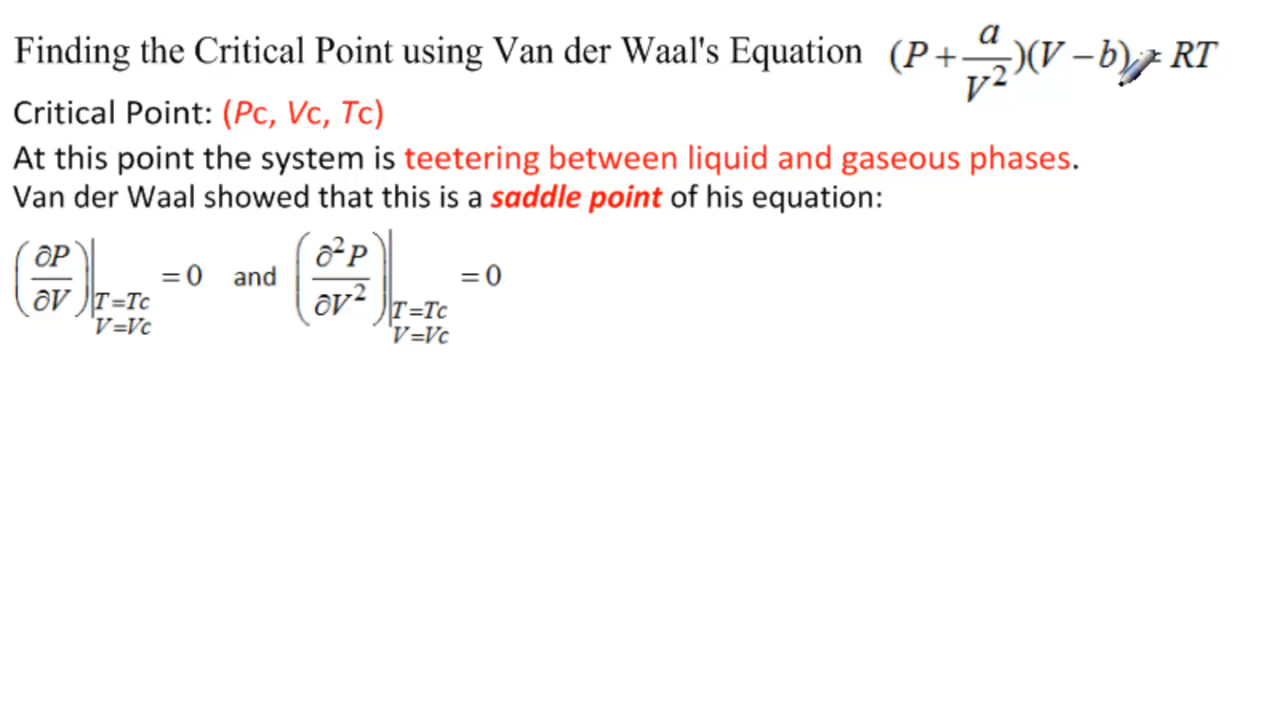 Finding the Critical Point using Van der Waal's Equation (P + a/V²)(V − b) = RT
Critical Point: (Pc, Vc, Tc)
At this point the system is teetering between liquid and gaseous phases.
Van der Waal showed that this is a saddle point of his equation:
(∂P/∂V)|T=Tc V=Vc = 0 and (∂²P/∂V²)|T=Tc V=Vc = 0